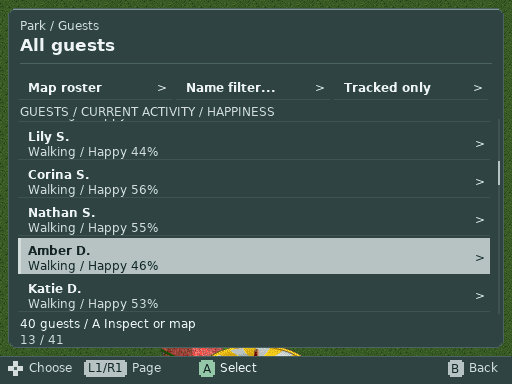 Park / Guests
All guests
Map roster >
Name filter... >
Tracked only >
GUESTS / CURRENT ACTIVITY / HAPPINESS
Lily S.
Walking / Happy 44% >
Corina S.
Walking / Happy 56% >
Nathan S.
Walking / Happy 55% >
Amber D.
Walking / Happy 46% >
Katie D.
Walking / Happy 53% >
40 guests / A Inspect or map
13 / 41
Choose L1/R1 Page A Select B Back